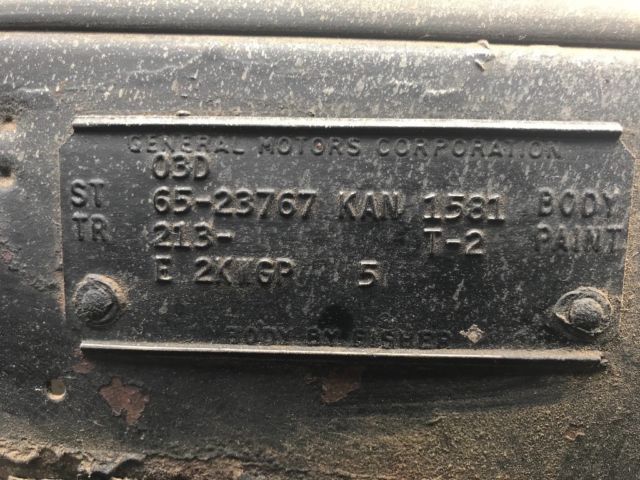 GENERAL MOTORS CORPORATION
03D
ST 65-23767 KAN 1581 BODY
TR 213- T-2 PAINT
E 2KWGP 5
BODY BY FISHER